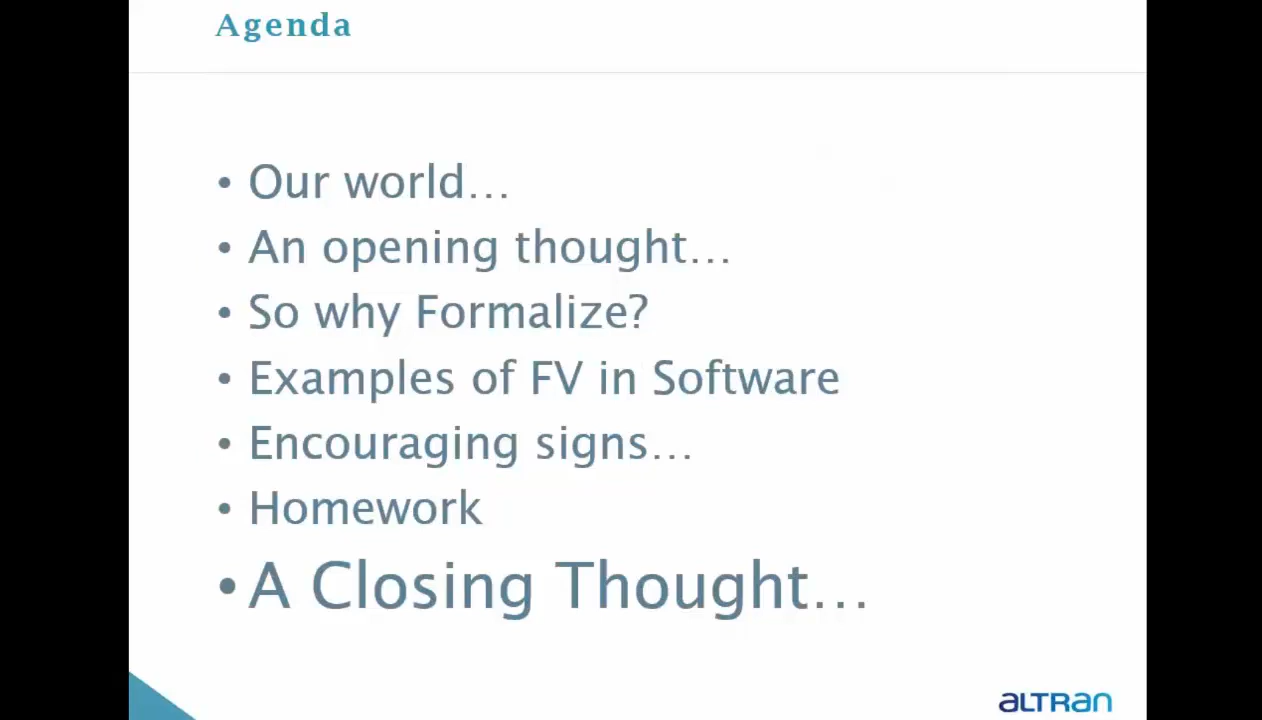 Agenda
• Our world…
• An opening thought…
• So why Formalize?
• Examples of FV in Software
• Encouraging signs…
• Homework
• A Closing Thought…
ALTRAN